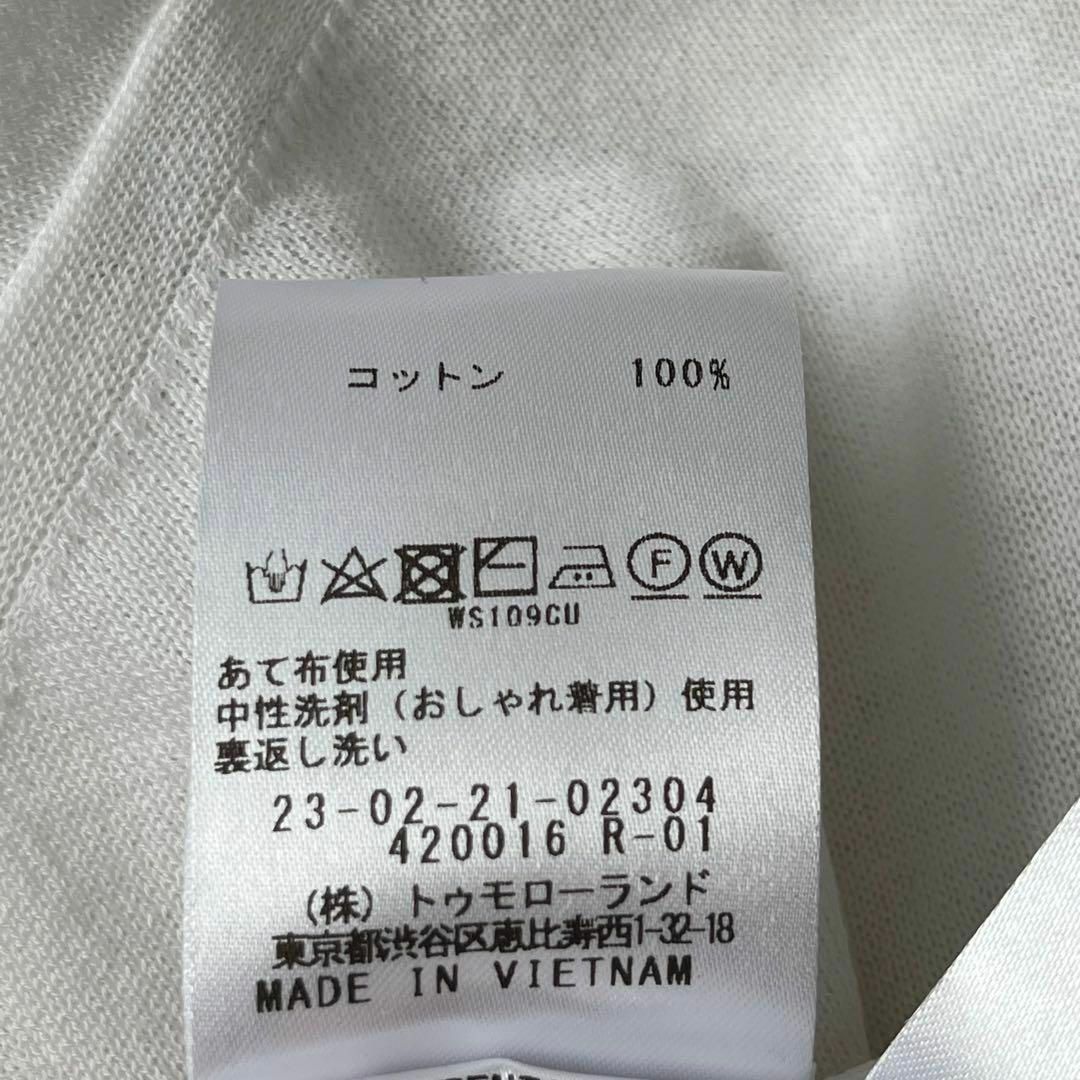 コットン 100%
F W
WS109CU
あて布使用
中性洗剤（おしゃれ着用）使用
裏返し洗い
23-02-21-02304
420016 R-01
（株）トゥモローランド
東京都渋谷区恵比寿西1-32-18
MADE IN VIETNAM